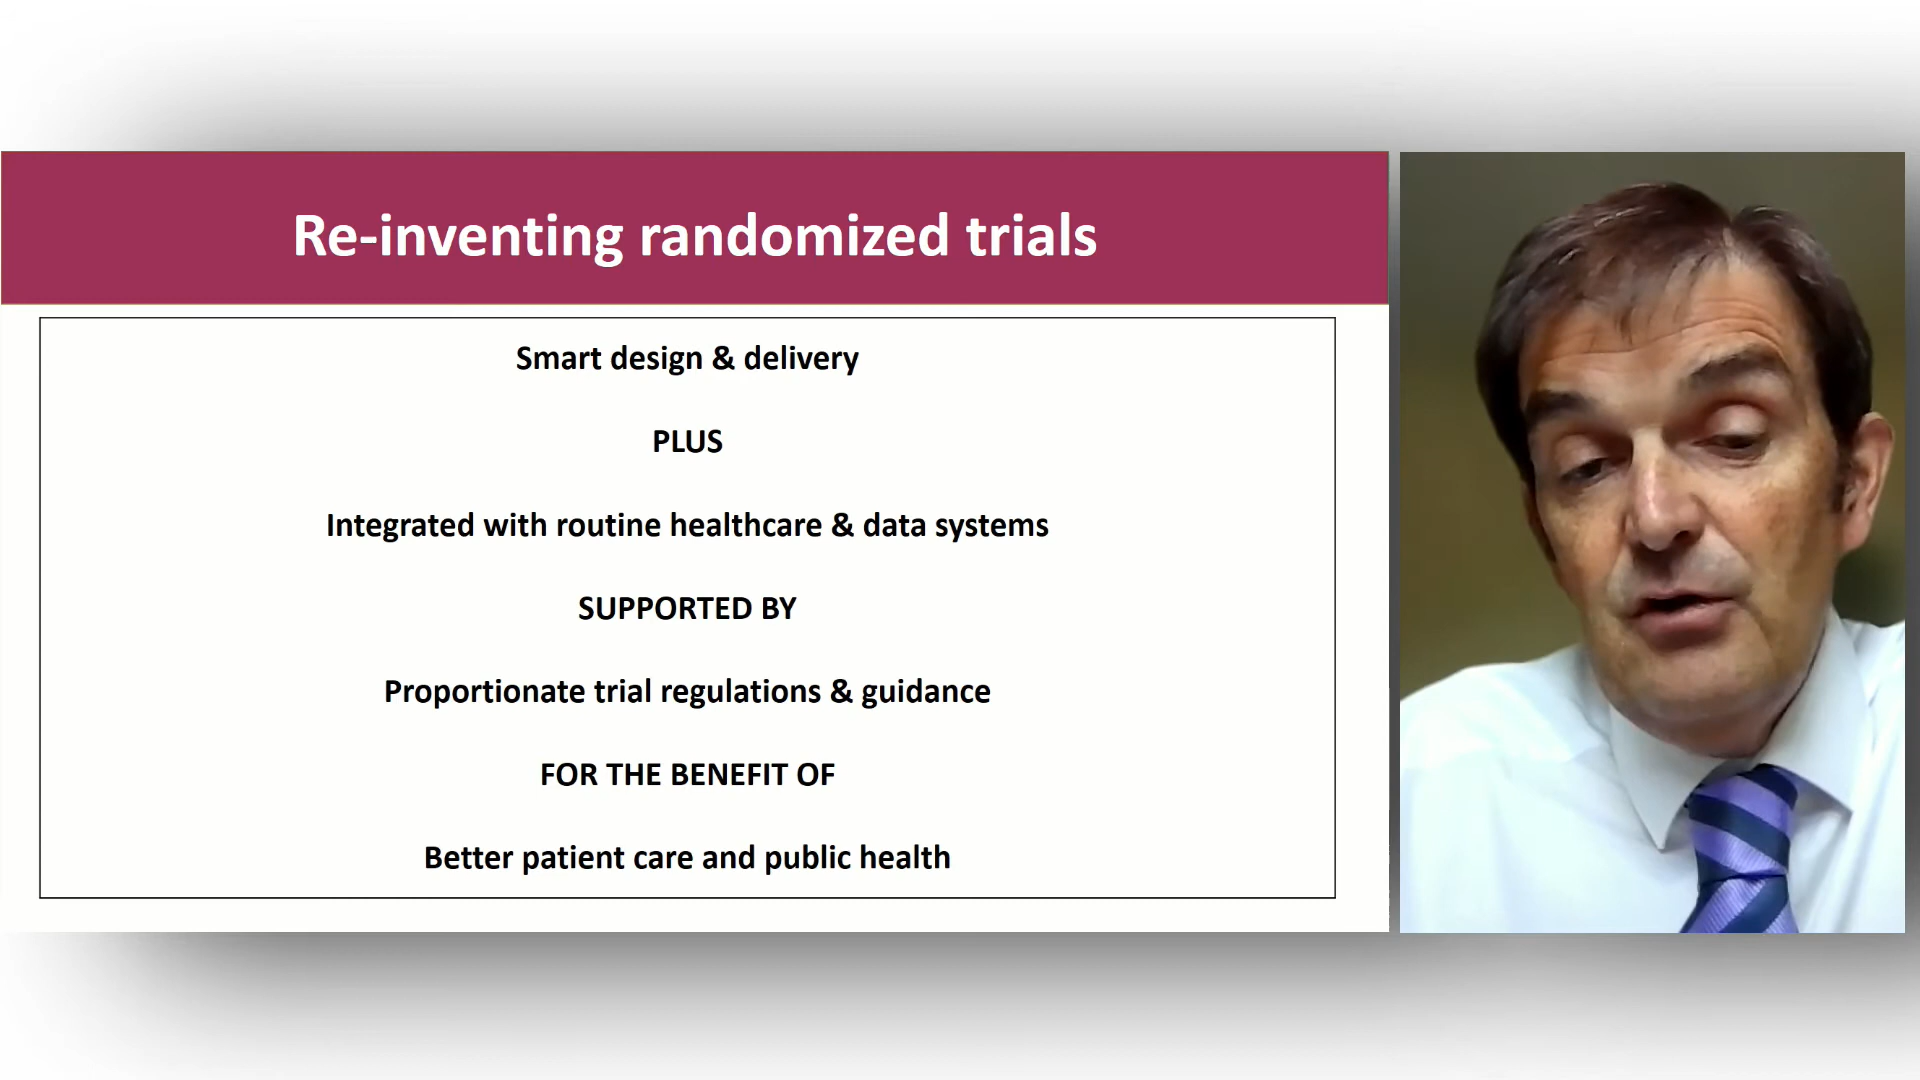 Re-inventing randomized trials
Smart design & delivery
PLUS
Integrated with routine healthcare & data systems
SUPPORTED BY
Proportionate trial regulations & guidance
FOR THE BENEFIT OF
Better patient care and public health